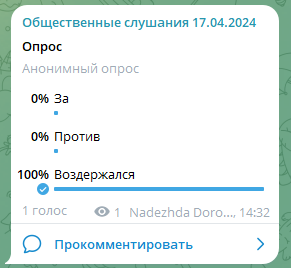 Общественные слушания 17.04.2024
Опрос
Анонимный опрос
0% За
0% Против
100% Воздержался
1 голос 1 Nadezhda Doro..., 14:32
Прокомментировать